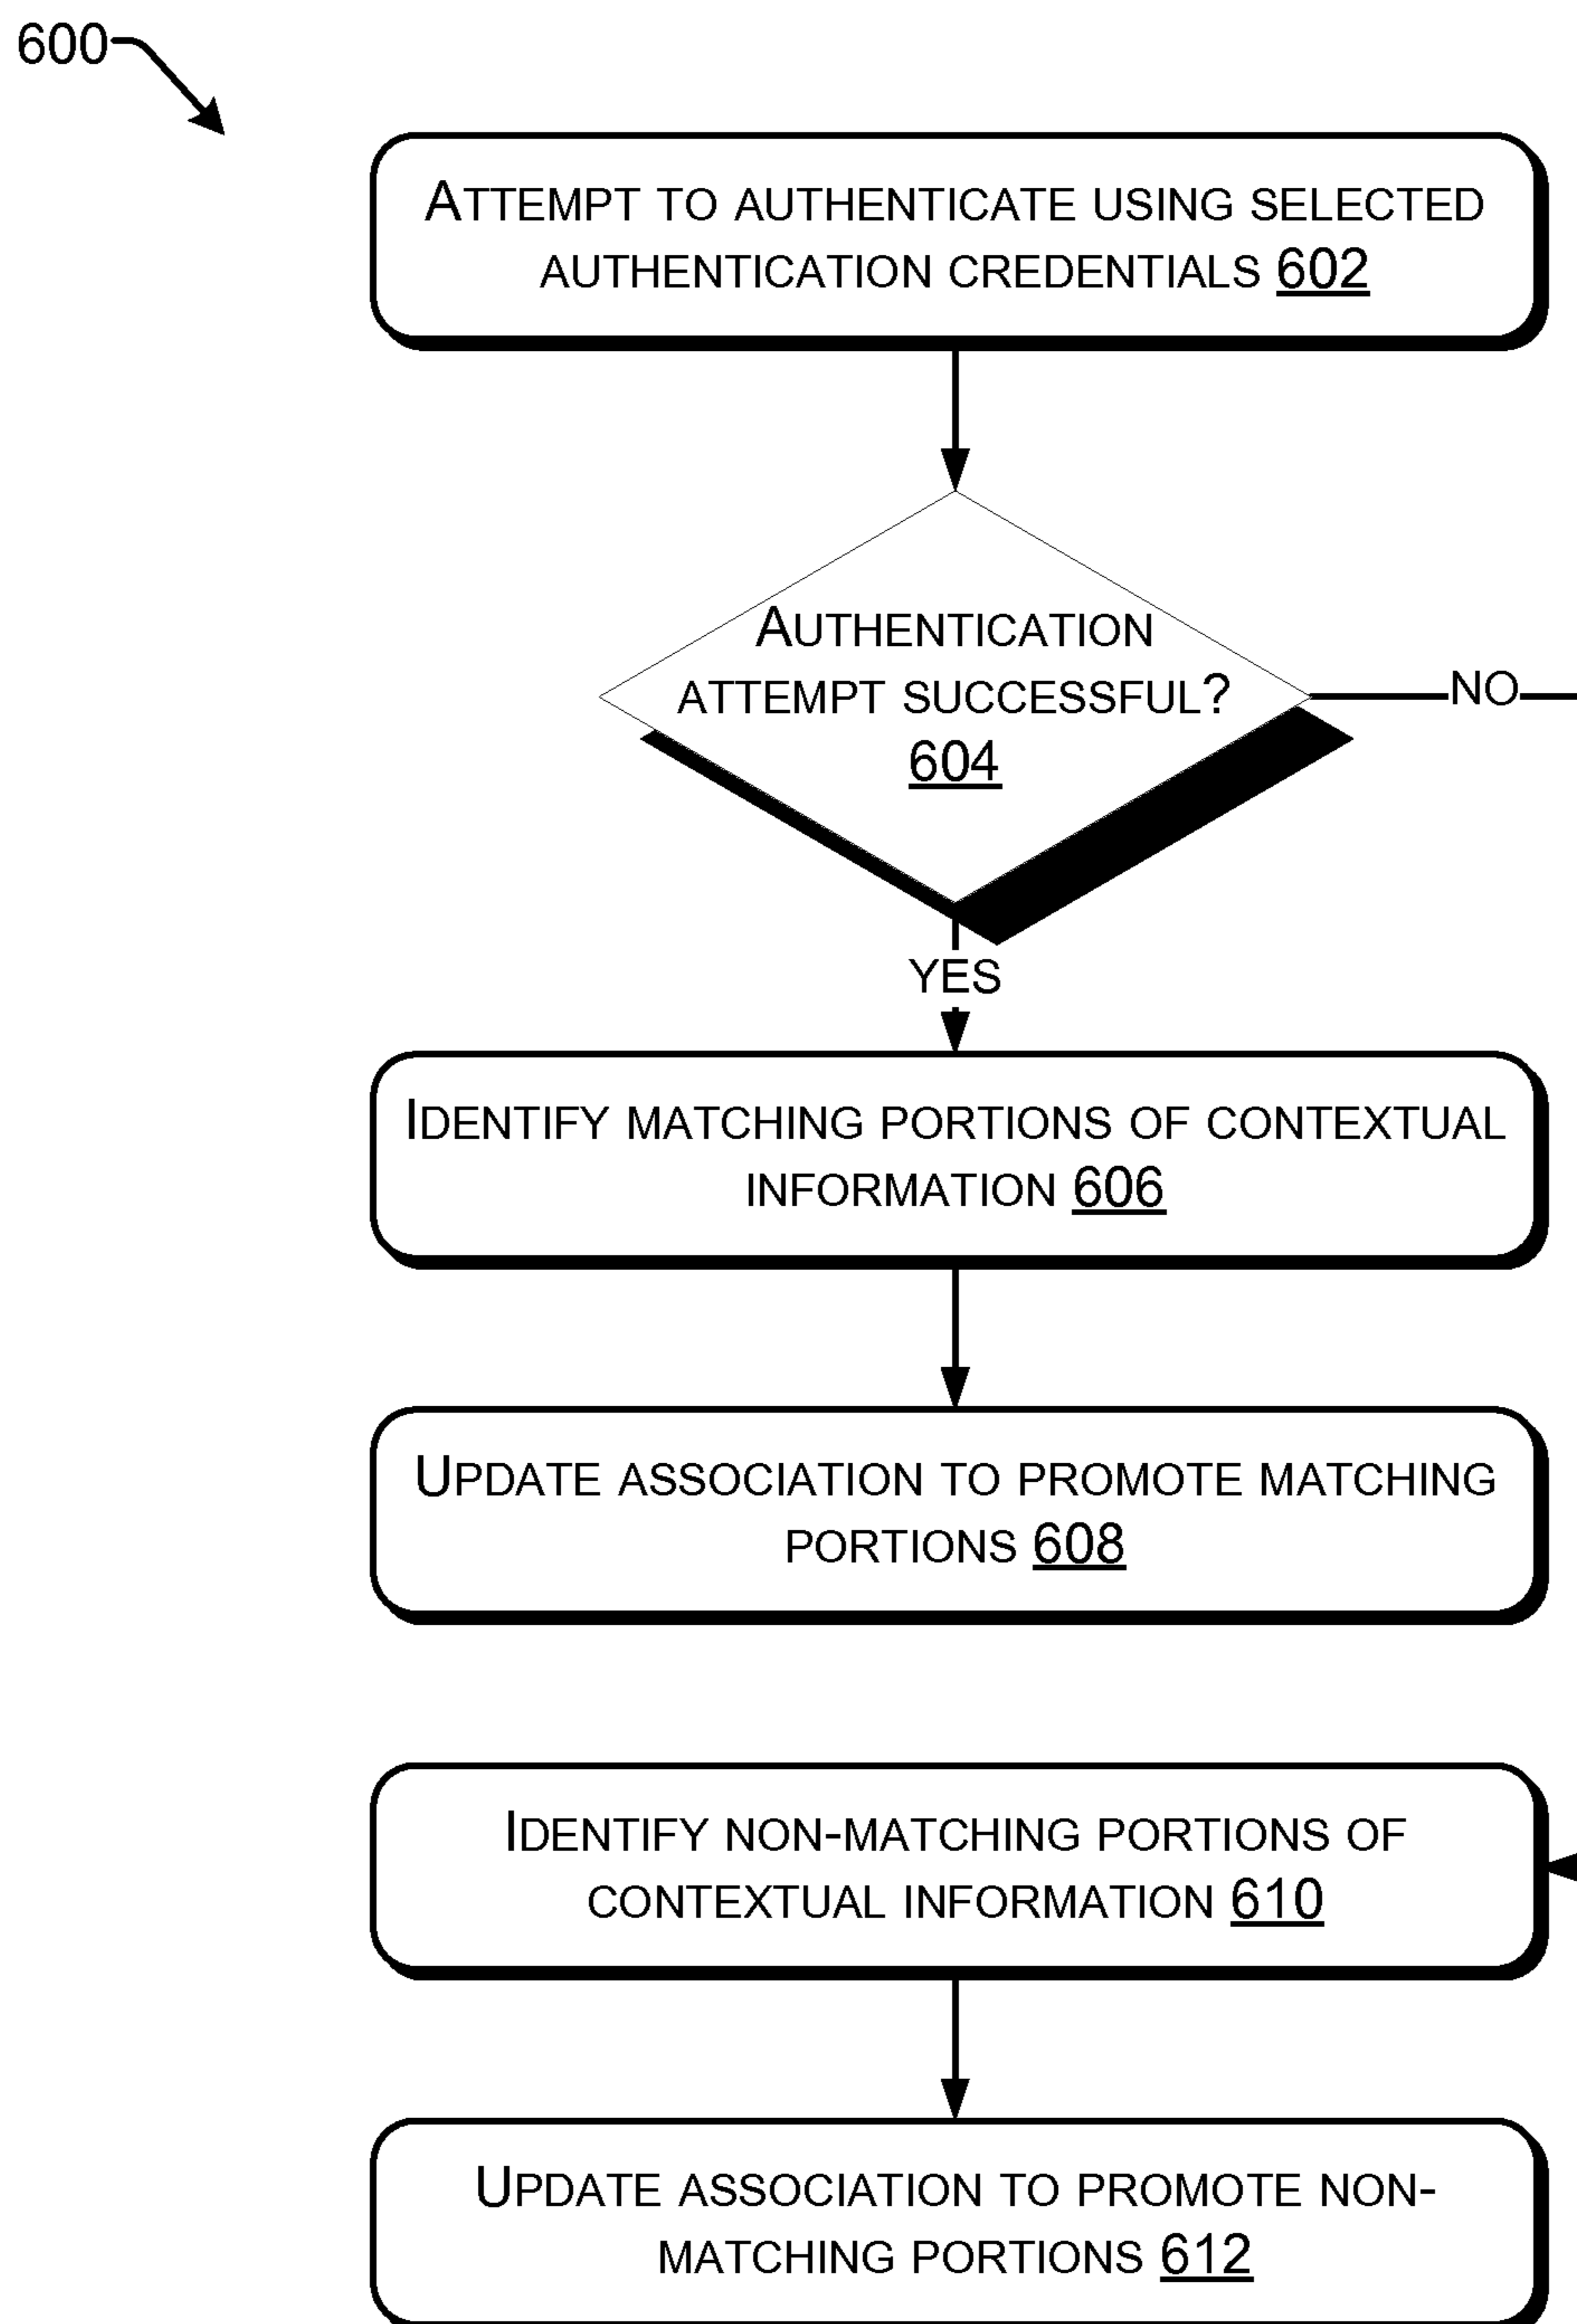 600
ATTEMPT TO AUTHENTICATE USING SELECTED
AUTHENTICATION CREDENTIALS 602
AUTHENTICATION
ATTEMPT SUCCESSFUL?
604
NO
YES
IDENTIFY MATCHING PORTIONS OF CONTEXTUAL
INFORMATION 606
UPDATE ASSOCIATION TO PROMOTE MATCHING
PORTIONS 608
IDENTIFY NON-MATCHING PORTIONS OF
CONTEXTUAL INFORMATION 610
UPDATE ASSOCIATION TO PROMOTE NON-
MATCHING PORTIONS 612